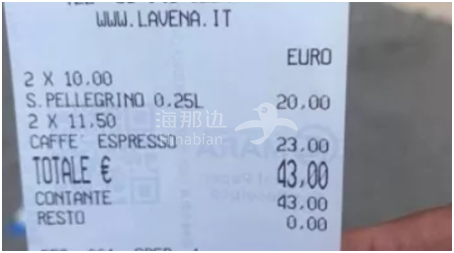 WWW.LAVENA.IT
EURO
2 X 10.00
S.PELLEGRINO 0.25L 20.00
2 X 11.50
CAFFE ESPRESSO 23.00
TOTALE € 43,00
CONTANTE 43.00
RESTO 0.00
海那边